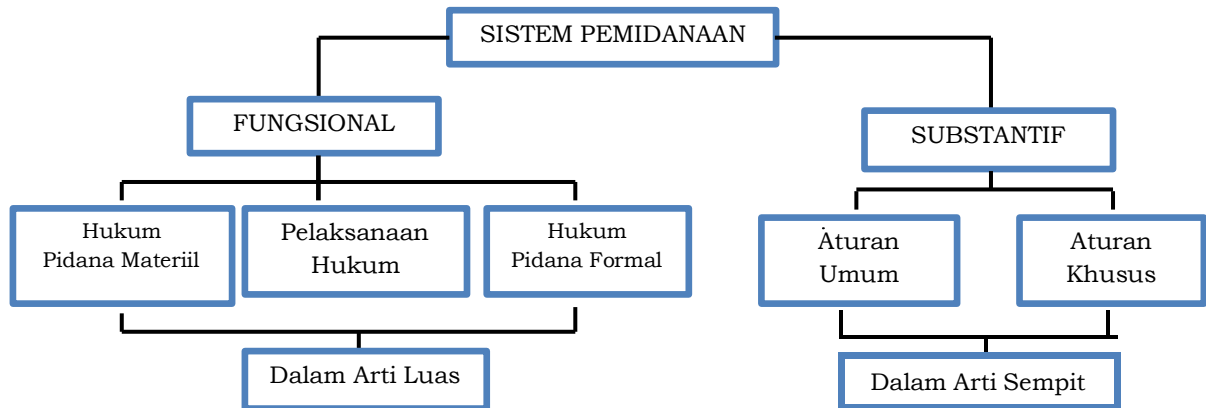 SISTEM PEMIDANAAN
FUNGSIONAL
SUBSTANTIF
Hukum
Pidana Materiil
Pelaksanaan
Hukum
Hukum
Pidana Formal
Aturan
Umum
Aturan
Khusus
Dalam Arti Luas
Dalam Arti Sempit